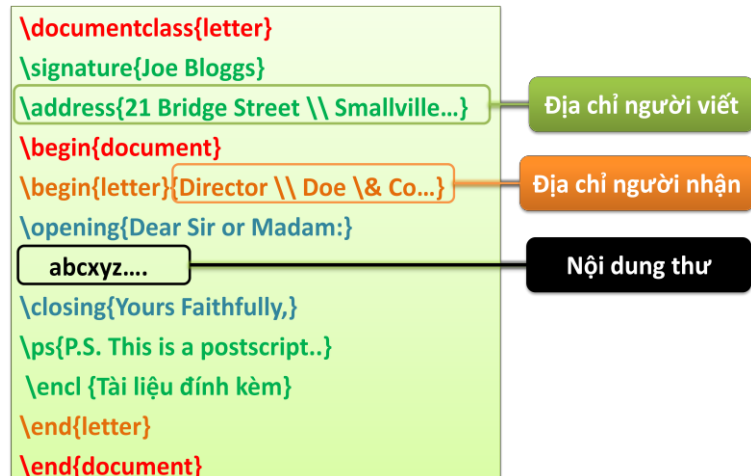 \documentclass{letter}
\signature{Joe Bloggs}
\address{21 Bridge Street \\ Smallville…}
Địa chỉ người viết
\begin{document}
\begin{letter}{Director \\ Doe \& Co…}
Địa chỉ người nhận
\opening{Dear Sir or Madam:}
abcxyz….
Nội dung thư
\closing{Yours Faithfully,}
\ps{P.S. This is a postscript..}
\encl {Tài liệu đính kèm}
\end{letter}
\end{document}